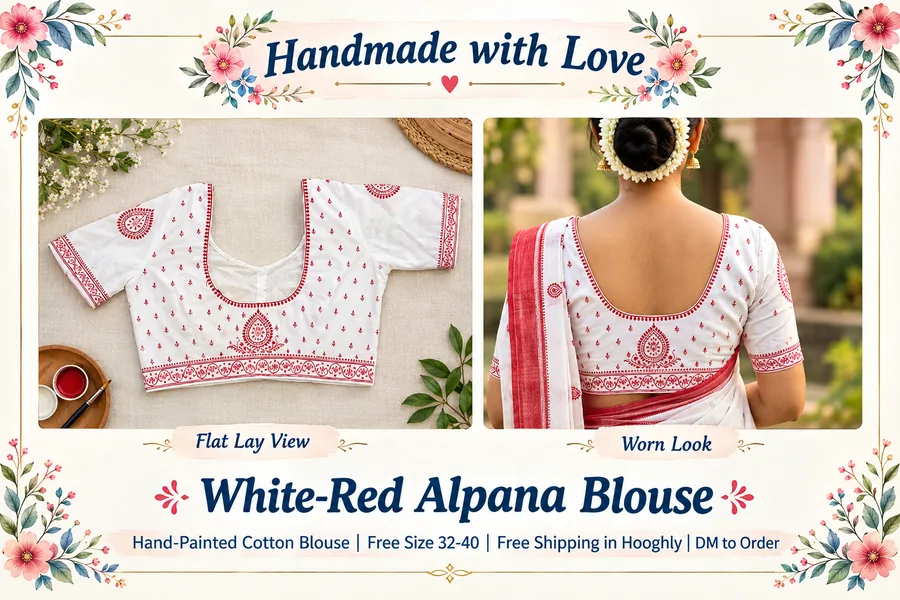 Handmade with Love
Flat Lay View
Worn Look
White-Red Alpana Blouse
Hand-Painted Cotton Blouse | Free Size 32-40 | Free Shipping in Hooghly | DM to Order